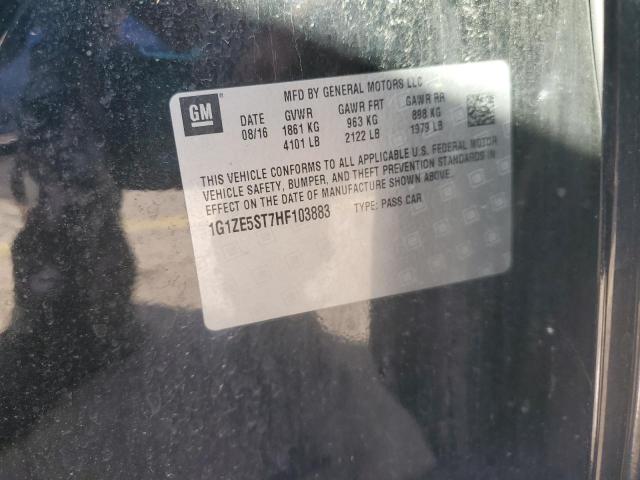 MFD BY GENERAL MOTORS LLC
GM
DATE GVWR GAWR FRT GAWR RR
08/16 1861 KG 963 KG 898 KG
4101 LB 2122 LB 1979 LB
THIS VEHICLE CONFORMS TO ALL APPLICABLE U.S. FEDERAL MOTOR
VEHICLE SAFETY, BUMPER, AND THEFT PREVENTION STANDARDS IN
EFFECT ON THE DATE OF MANUFACTURE SHOWN ABOVE.
1G1ZE5ST7HF103883 TYPE: PASS CAR